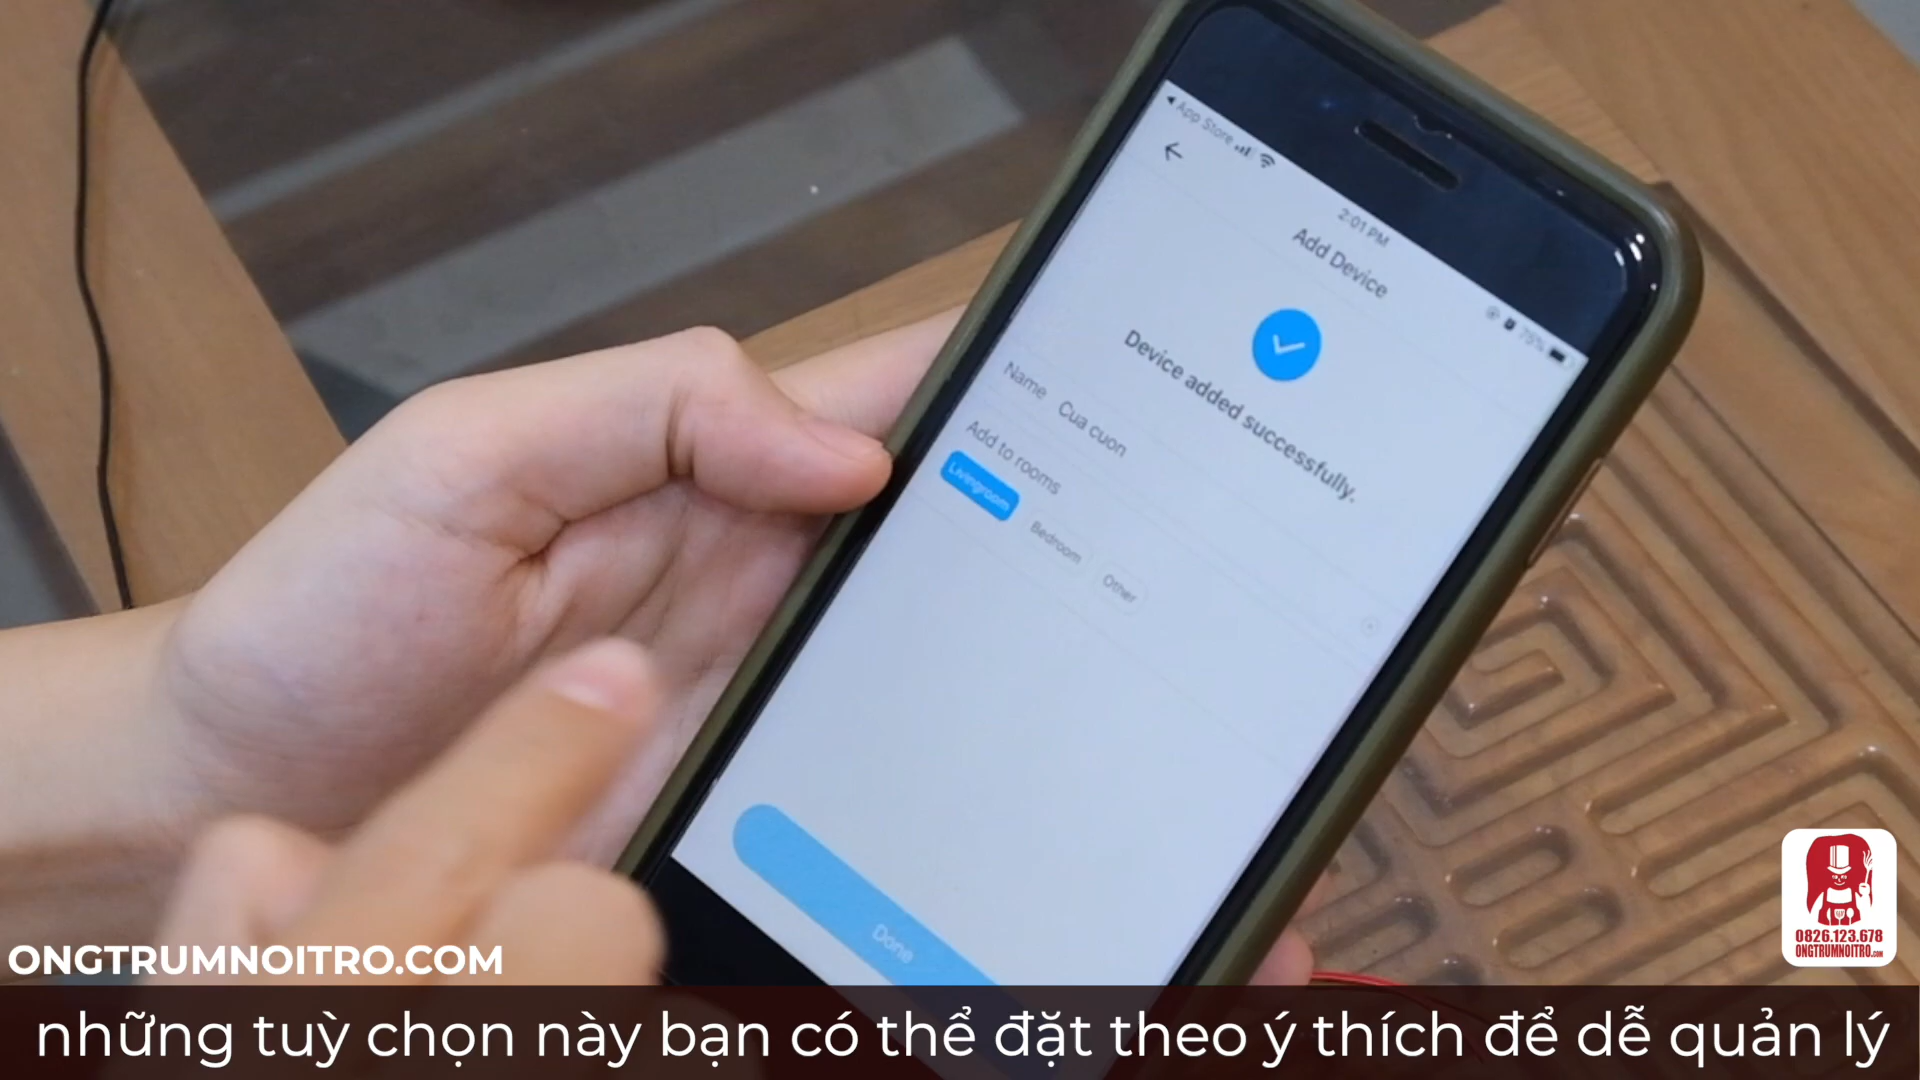 App Store
2:01 PM
75%
Add Device
Device added successfully.
Name Cua cuon
Add to rooms
Livingroom Bedroom Other
Done
ONGTRUMNOITRO.COM
0826.123.678
ONGTRUMNOITRO.COM
những tuỳ chọn này bạn có thể đặt theo ý thích để dễ quản lý